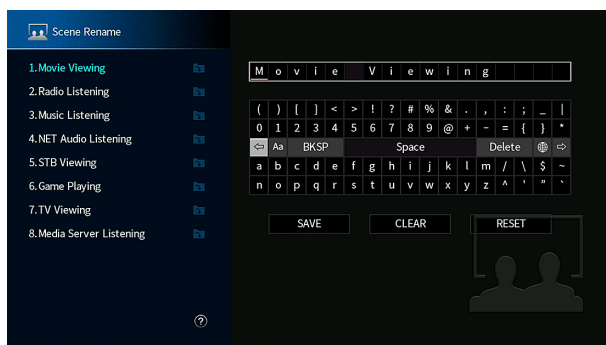 Scene Rename
1.Movie Viewing
2.Radio Listening
3.Music Listening
4.NET Audio Listening
5.STB Viewing
6.Game Playing
7.TV Viewing
8.Media Server Listening
?
Movie Viewing
( ) [ ] < > ! ? # % & . , : ; _ |
0 1 2 3 4 5 6 7 8 9 @ + - = { } *
⇦ Aa BKSP Space Delete ⇨
a b c d e f g h i j k l m / \ $ ~
n o p q r s t u v w x y z ^ ' " `
SAVE CLEAR RESET